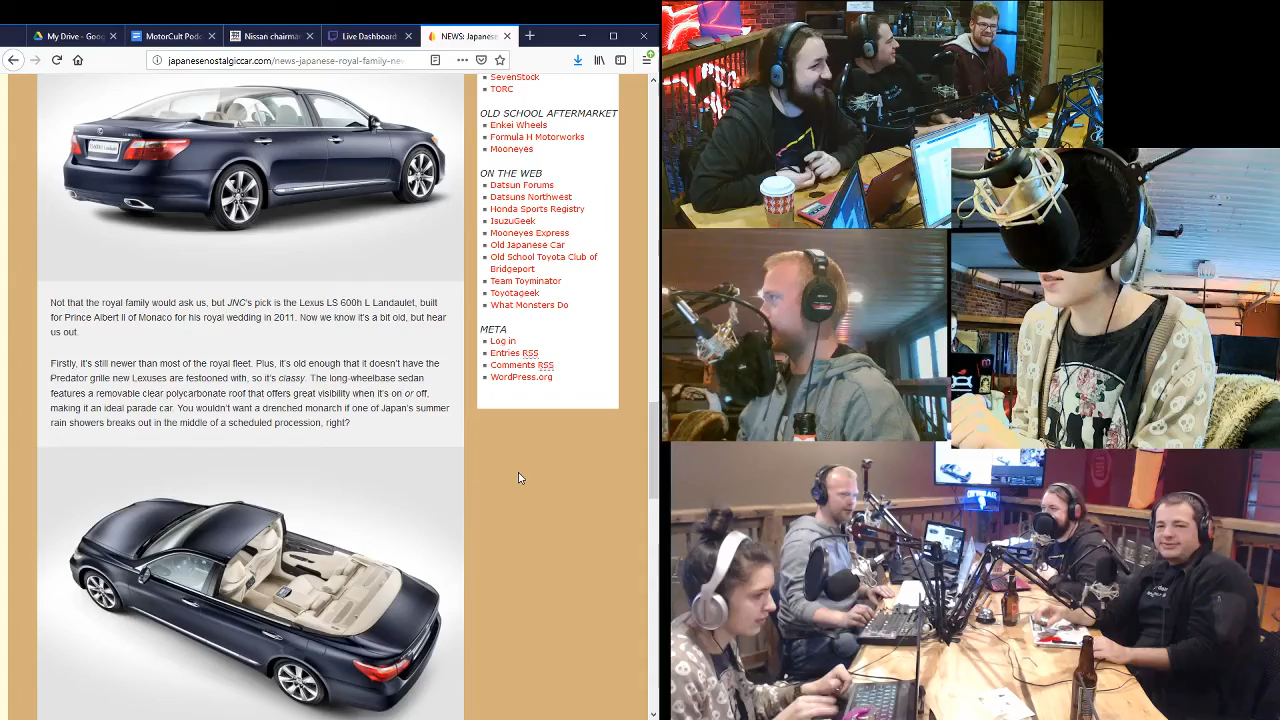 My Drive - Goog
MotorCult Podc
Nissan chairma
Live Dashboard
NEWS: Japanes
japanesenostalgiccar.com/news-japanese-royal-family-nev
SevenStock
TORC
OLD SCHOOL AFTERMARKET
Enkei Wheels
Formula H Motorworks
Mooneyes
ON THE WEB
Datsun Forums
Datsuns Northwest
Honda Sports Registry
IsuzuGeek
Mooneyes Express
Old Japanese Car
Old School Toyota Club of
Bridgeport
Team Toyminator
Toyotageek
What Monsters Do
META
Log in
Entries RSS
Comments RSS
WordPress.org
Not that the royal family would ask us, but JNC's pick is the Lexus LS 600h L Landaulet, built
for Prince Albert of Monaco for his royal wedding in 2011. Now we know it's a bit old, but hear
us out.
Firstly, it's still newer than most of the royal fleet. Plus, it's old enough that it doesn't have the
Predator grille new Lexuses are festooned with, so it's classy. The long-wheelbase sedan
features a removable clear polycarbonate roof that offers great visibility when it's on or off,
making it an ideal parade car. You wouldn't want a drenched monarch if one of Japan's summer
rain showers breaks out in the middle of a scheduled procession, right?